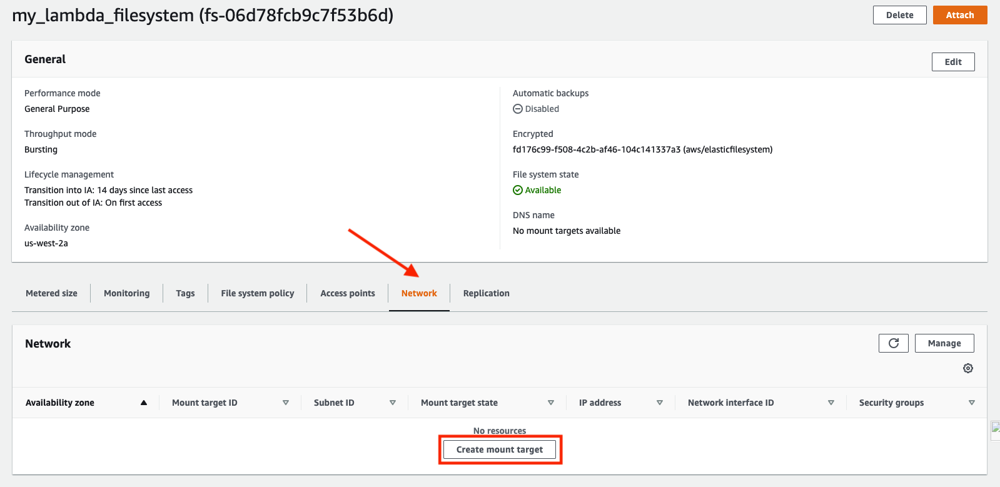 my_lambda_filesystem (fs-06d78fcb9c7f53b6d)
Delete
Attach
General
Edit
Performance mode
General Purpose
Throughput mode
Bursting
Lifecycle management
Transition into IA: 14 days since last access
Transition out of IA: On first access
Availability zone
us-west-2a
Automatic backups
Disabled
Encrypted
fd176c99-f508-4c2b-af46-104c141337a3 (aws/elasticfilesystem)
File system state
Available
DNS name
No mount targets available
Metered size
Monitoring
Tags
File system policy
Access points
Network
Replication
Network
Manage
Availability zone
Mount target ID
Subnet ID
Mount target state
IP address
Network interface ID
Security groups
No resources
Create mount target